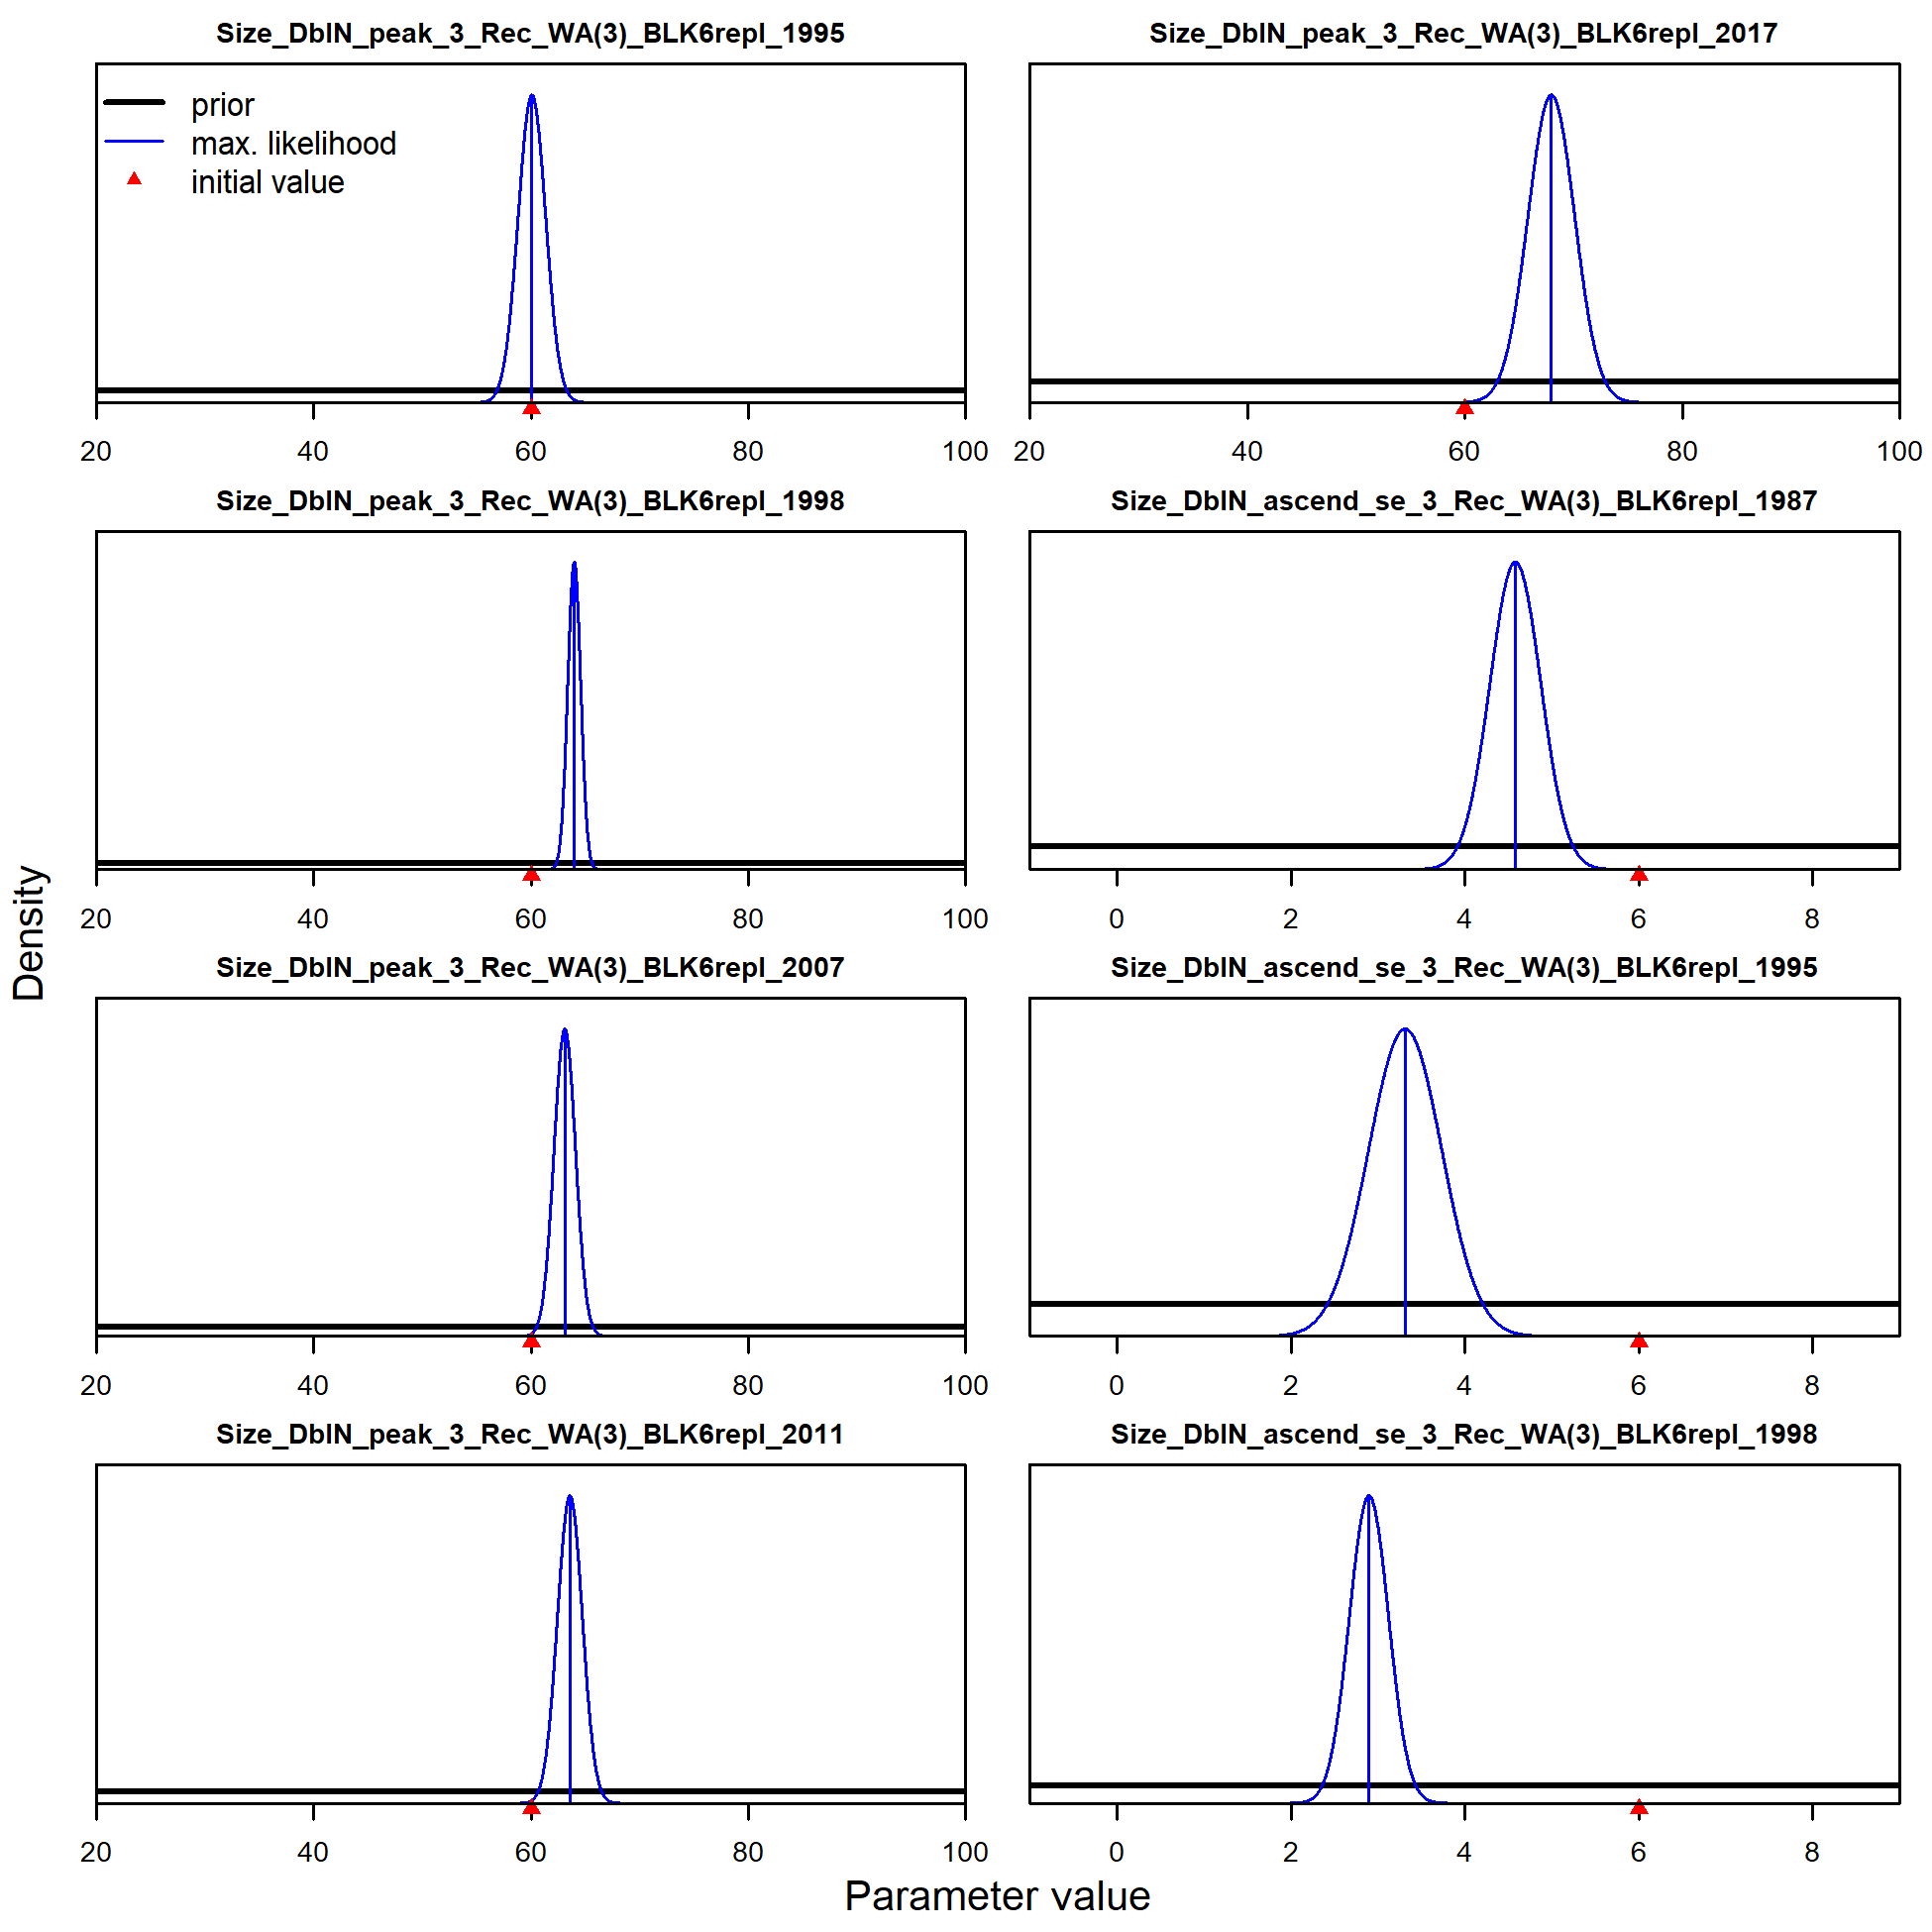 Size_DblN_peak_3_Rec_WA(3)_BLK6repl_1995
prior
max. likelihood
initial value
20 40 60 80 100
Size_DblN_peak_3_Rec_WA(3)_BLK6repl_2017
20 40 60 80 100
Size_DblN_peak_3_Rec_WA(3)_BLK6repl_1998
20 40 60 80 100
Size_DblN_ascend_se_3_Rec_WA(3)_BLK6repl_1987
0 2 4 6 8
Size_DblN_peak_3_Rec_WA(3)_BLK6repl_2007
20 40 60 80 100
Size_DblN_ascend_se_3_Rec_WA(3)_BLK6repl_1995
0 2 4 6 8
Size_DblN_peak_3_Rec_WA(3)_BLK6repl_2011
20 40 60 80 100
Size_DblN_ascend_se_3_Rec_WA(3)_BLK6repl_1998
0 2 4 6 8
Density
Parameter value